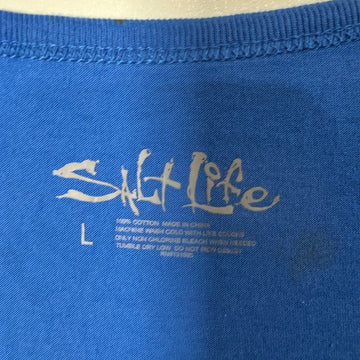 Salt Life
L
100% COTTON MADE IN CHINA
MACHINE WASH COLD WITH LIKE COLORS
ONLY NON CHLORINE BLEACH WHEN NEEDED
TUMBLE DRY LOW DO NOT IRON DESIGN